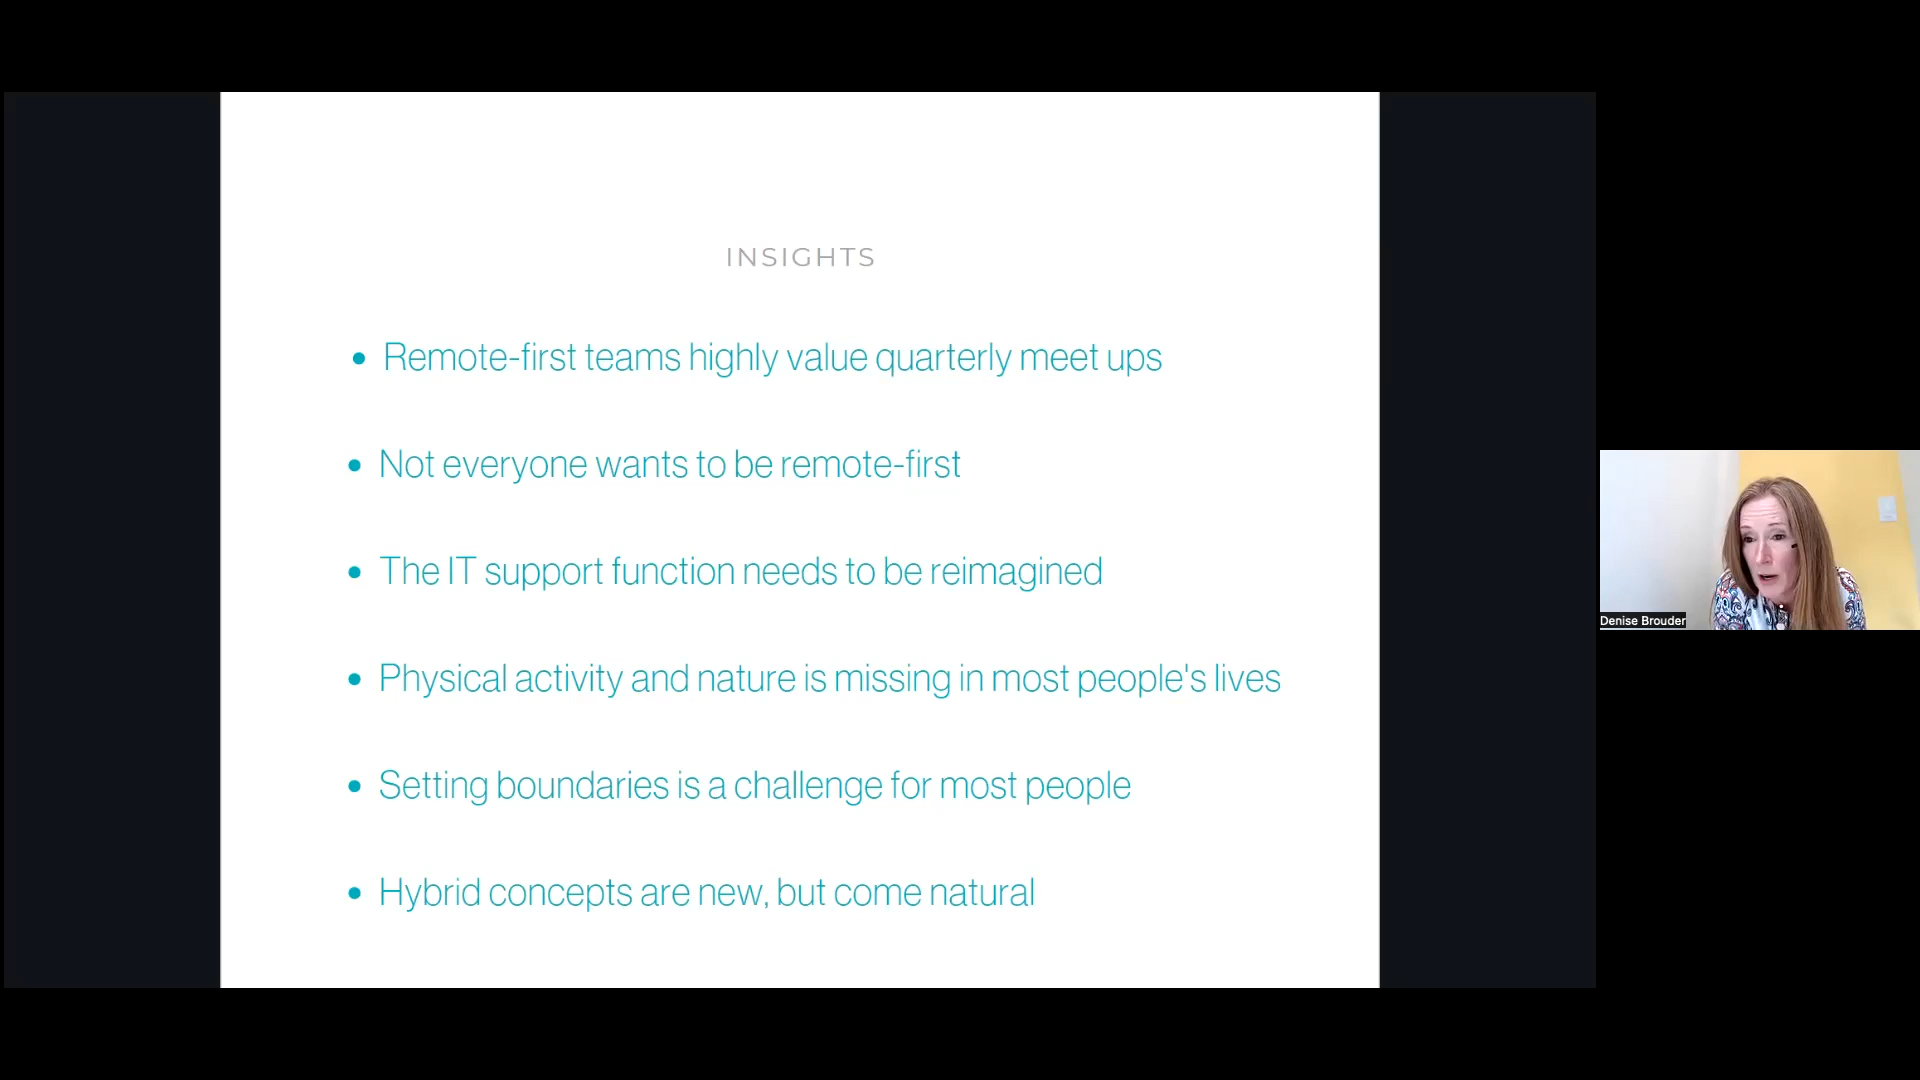 INSIGHTS
Remote-first teams highly value quarterly meet ups
Not everyone wants to be remote-first
The IT support function needs to be reimagined
Physical activity and nature is missing in most people's lives
Setting boundaries is a challenge for most people
Hybrid concepts are new, but come natural
Denise Brouder